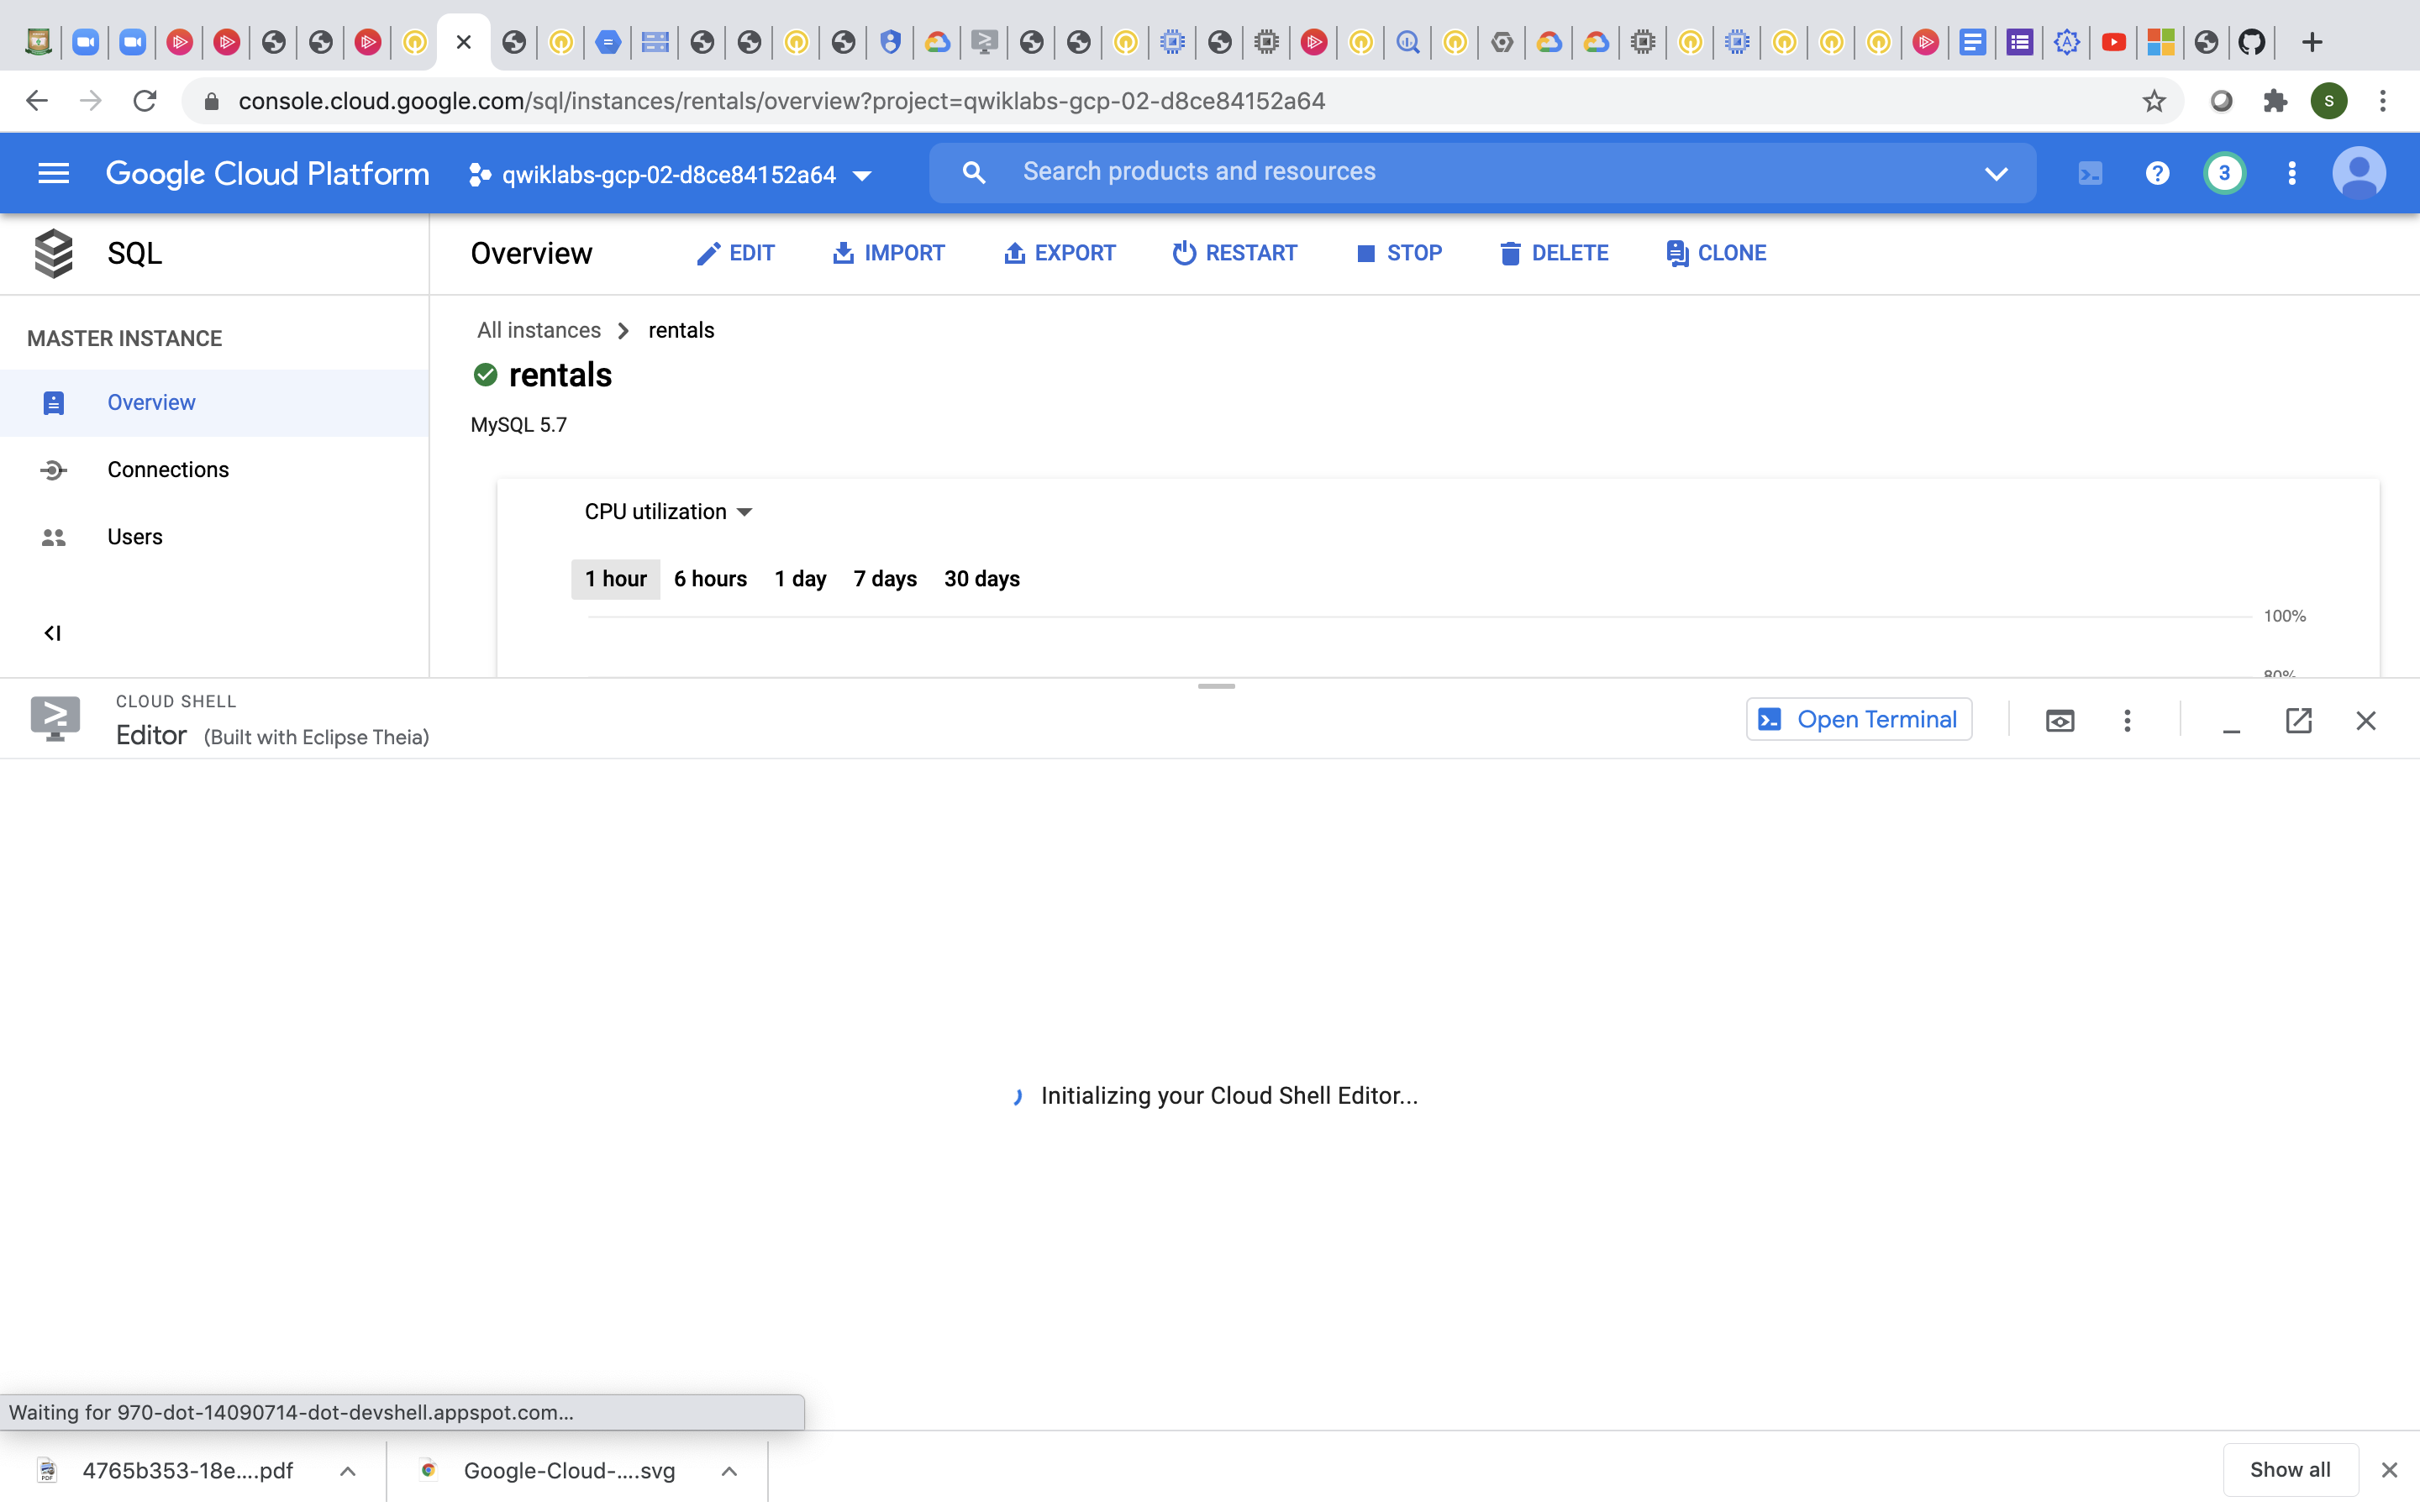 console.cloud.google.com/sql/instances/rentals/overview?project=qwiklabs-gcp-02-d8ce84152a64
S
Google Cloud Platform
qwiklabs-gcp-02-d8ce84152a64
Search products and resources
?
3
SQL
Overview
EDIT
IMPORT
EXPORT
RESTART
STOP
DELETE
CLONE
MASTER INSTANCE
Overview
Connections
Users
All instances
rentals
rentals
MySQL 5.7
CPU utilization
1 hour
6 hours
1 day
7 days
30 days
100%
80%
CLOUD SHELL
Editor (Built with Eclipse Theia)
Open Terminal
Initializing your Cloud Shell Editor...
Waiting for 970-dot-14090714-dot-devshell.appspot.com...
4765b353-18e....pdf
Google-Cloud-....svg
Show all